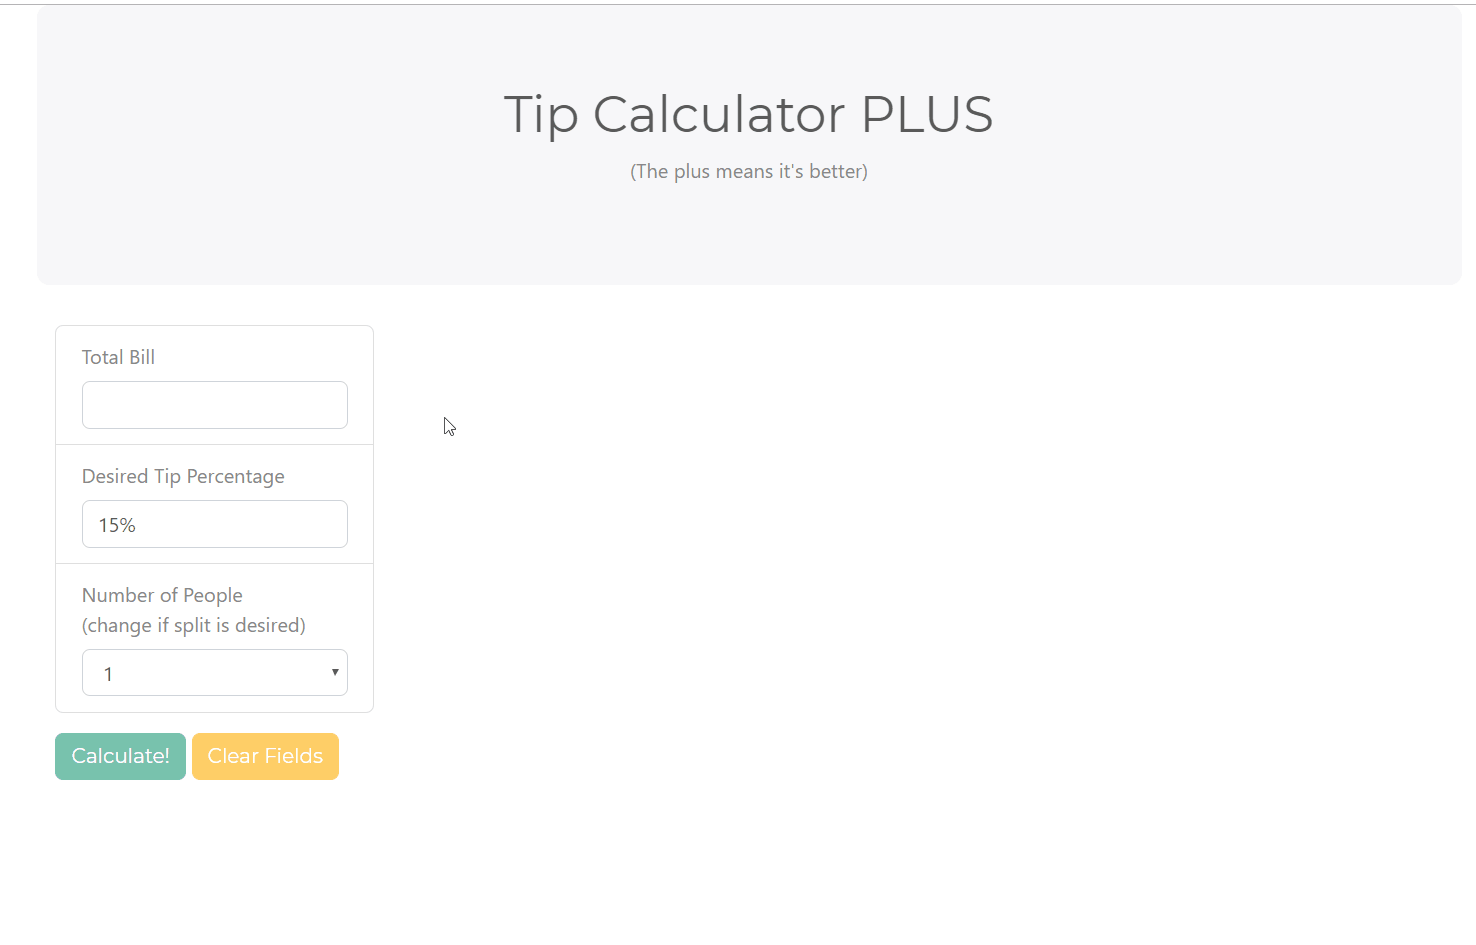 Tip Calculator PLUS
(The plus means it's better)
Total Bill
Desired Tip Percentage
15%
Number of People
(change if split is desired)
1
Calculate!
Clear Fields